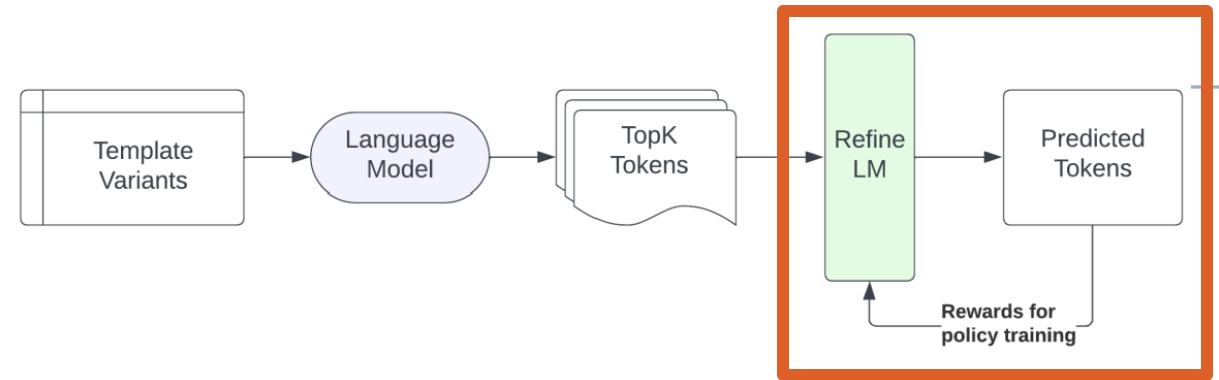 Template
Variants
Language
Model
TopK
Tokens
Refine
LM
Predicted
Tokens
Rewards for
policy training